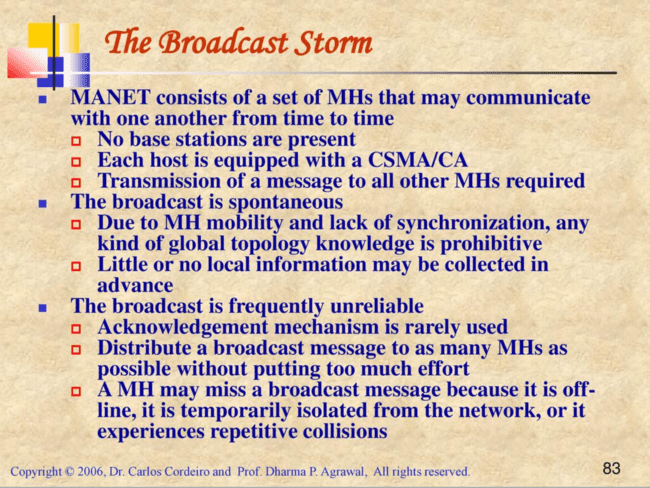 The Broadcast Storm
MANET consists of a set of MHs that may communicate
with one another from time to time
No base stations are present
Each host is equipped with a CSMA/CA
Transmission of a message to all other MHs required
The broadcast is spontaneous
Due to MH mobility and lack of synchronization, any
kind of global topology knowledge is prohibitive
Little or no local information may be collected in
advance
The broadcast is frequently unreliable
Acknowledgement mechanism is rarely used
Distribute a broadcast message to as many MHs as
possible without putting too much effort
A MH may miss a broadcast message because it is off-
line, it is temporarily isolated from the network, or it
experiences repetitive collisions
Copyright © 2006, Dr. Carlos Cordeiro and Prof. Dharma P. Agrawal, All rights reserved.
83